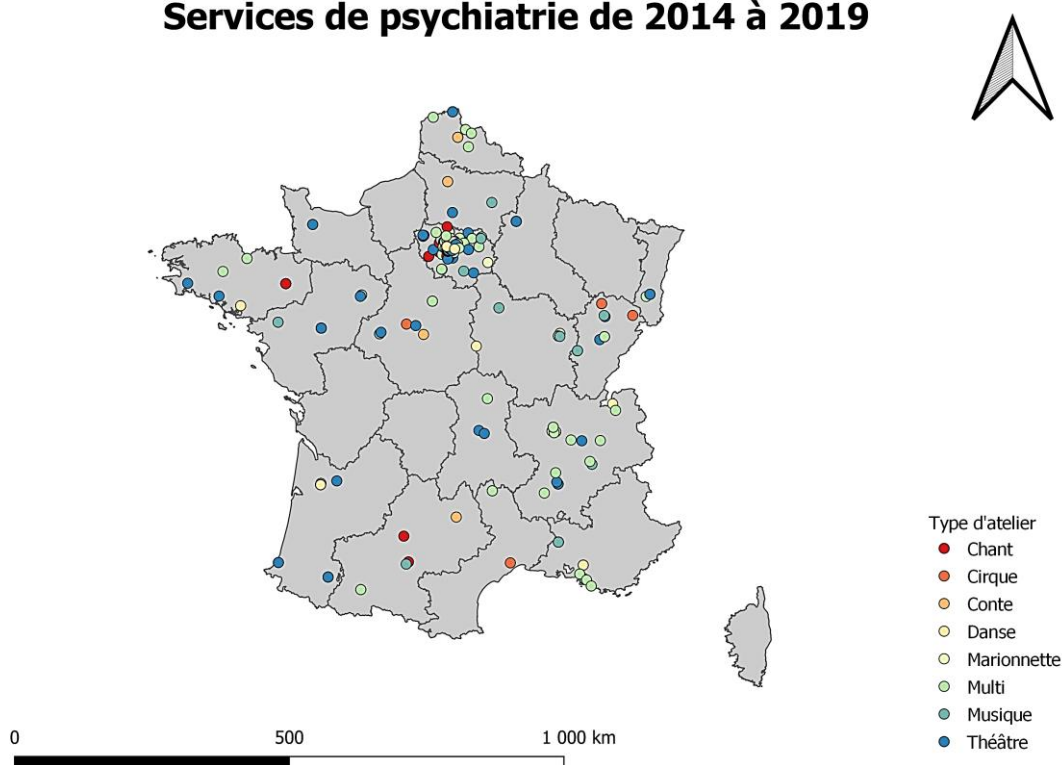 Services de psychiatrie de 2014 à 2019
Type d'atelier
Chant
Cirque
Conte
Danse
Marionnette
Multi
Musique
Théâtre
0 500 1 000 km